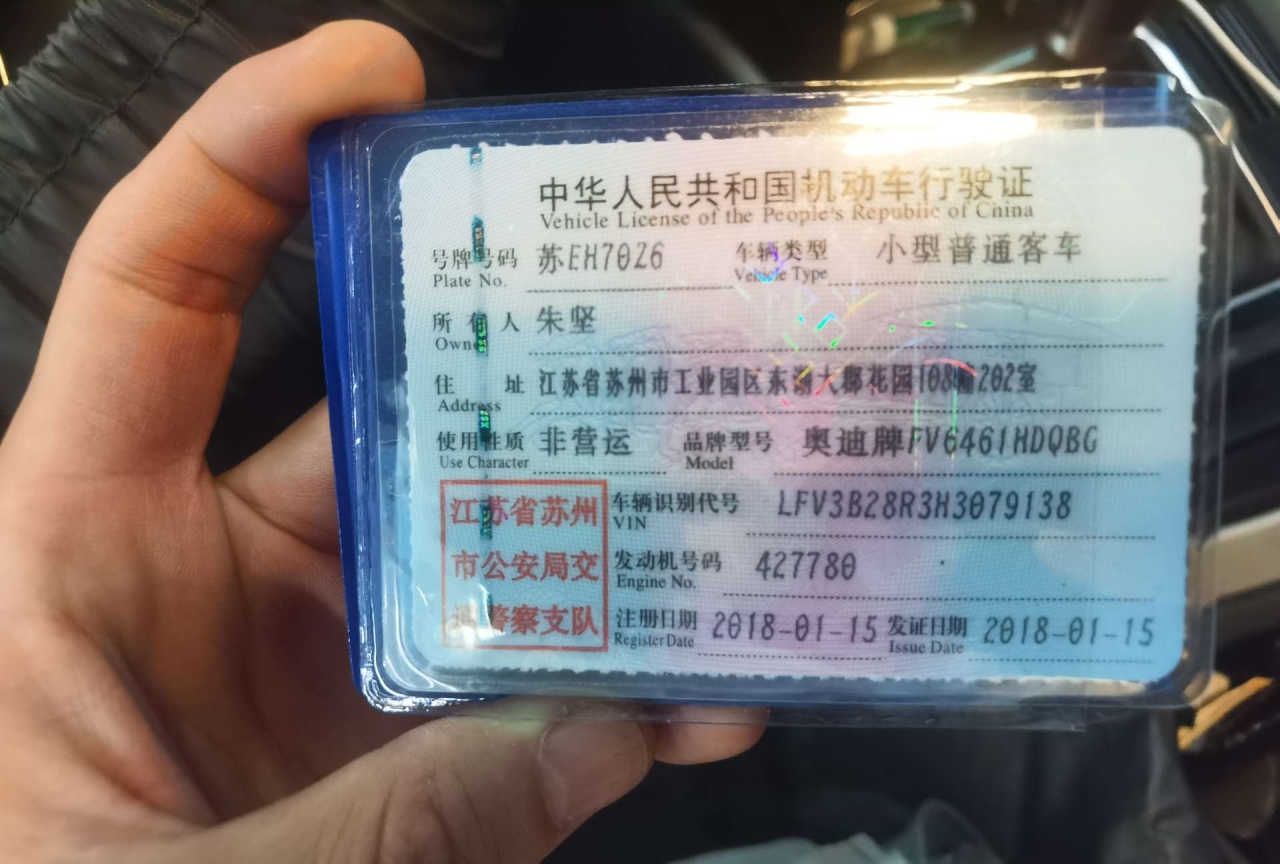 中华人民共和国机动车行驶证
Vehicle License of the People's Republic of China
号牌号码 苏EH7026 车辆类型 小型普通客车
Plate No. Vehicle Type
所有人 朱坚
Owner
住址 江苏省苏州市工业园区东湖大郡花园108幢202室
Address
使用性质 非营运 品牌型号 奥迪牌FV6461HDQBG
Use Character Model
江苏省苏州 车辆识别代号 LFV3B28R3H3079138
VIN
市公安局交 发动机号码 427780
Engine No.
通警察支队 注册日期 2018-01-15 发证日期 2018-01-15
Register Date Issue Date